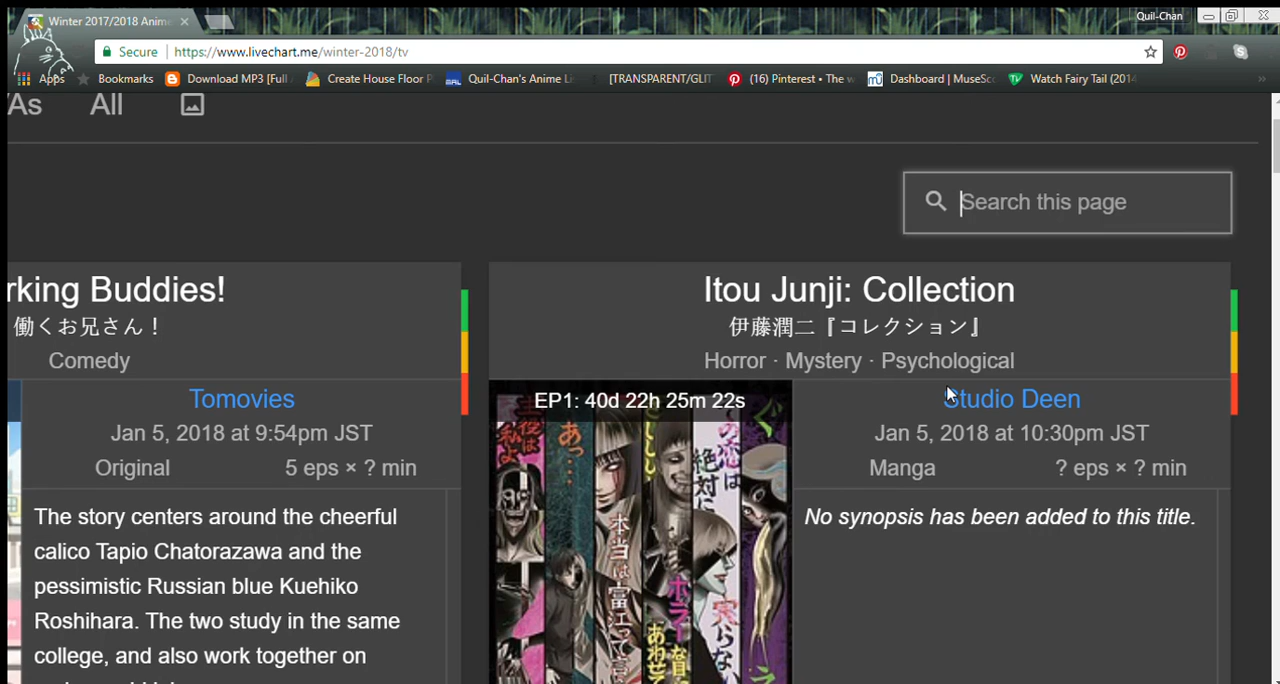 Winter 2017/2018 Anim
Quil-Chan
Secure https://www.livechart.me/winter-2018/tv
Apps Bookmarks Download MP3 [Full Create House Floor P Quil-Chan's Anime Li [TRANSPARENT/GLIT (16) Pinterest • The w Dashboard | MuseSc Watch Fairy Tail (2014
As All
Search this page
rking Buddies!
働くお兄さん！
Comedy
Tomovies
Jan 5, 2018 at 9:54pm JST
Original 5 eps × ? min
The story centers around the cheerful
calico Tapio Chatorazawa and the
pessimistic Russian blue Kuehiko
Roshihara. The two study in the same
college, and also work together on
Itou Junji: Collection
伊藤潤二『コレクション』
Horror · Mystery · Psychological
EP1: 40d 22h 25m 22s
Studio Deen
Jan 5, 2018 at 10:30pm JST
Manga ? eps × ? min
No synopsis has been added to this title.